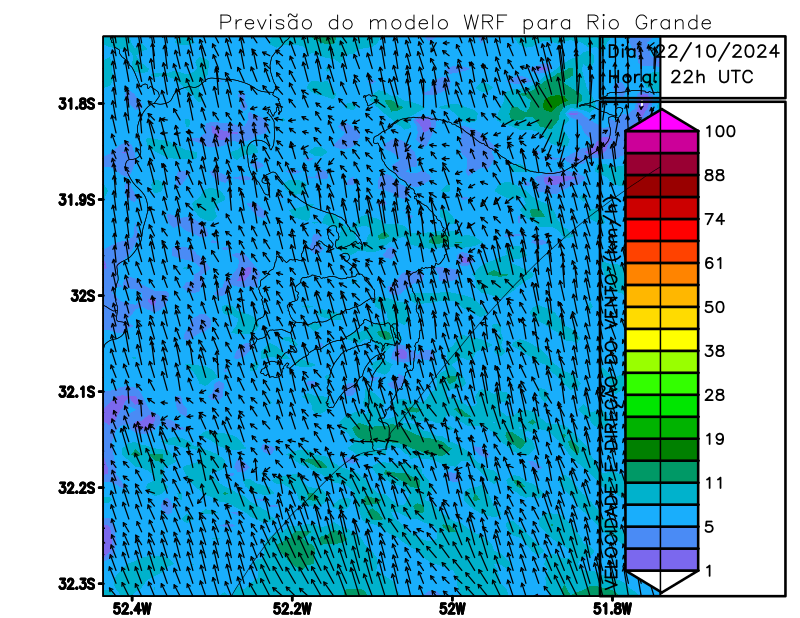 Previsão do modelo WRF para Rio Grande
Dia: 22/10/2024
Hora: 22h UTC
31.8S
31.9S
32S
32.1S
32.2S
32.3S
52.4W
52.2W
52W
51.8W
VELOCIDADE E DIREÇÃO DO VENTO (km/h)
100
88
74
61
50
38
28
19
11
5
1